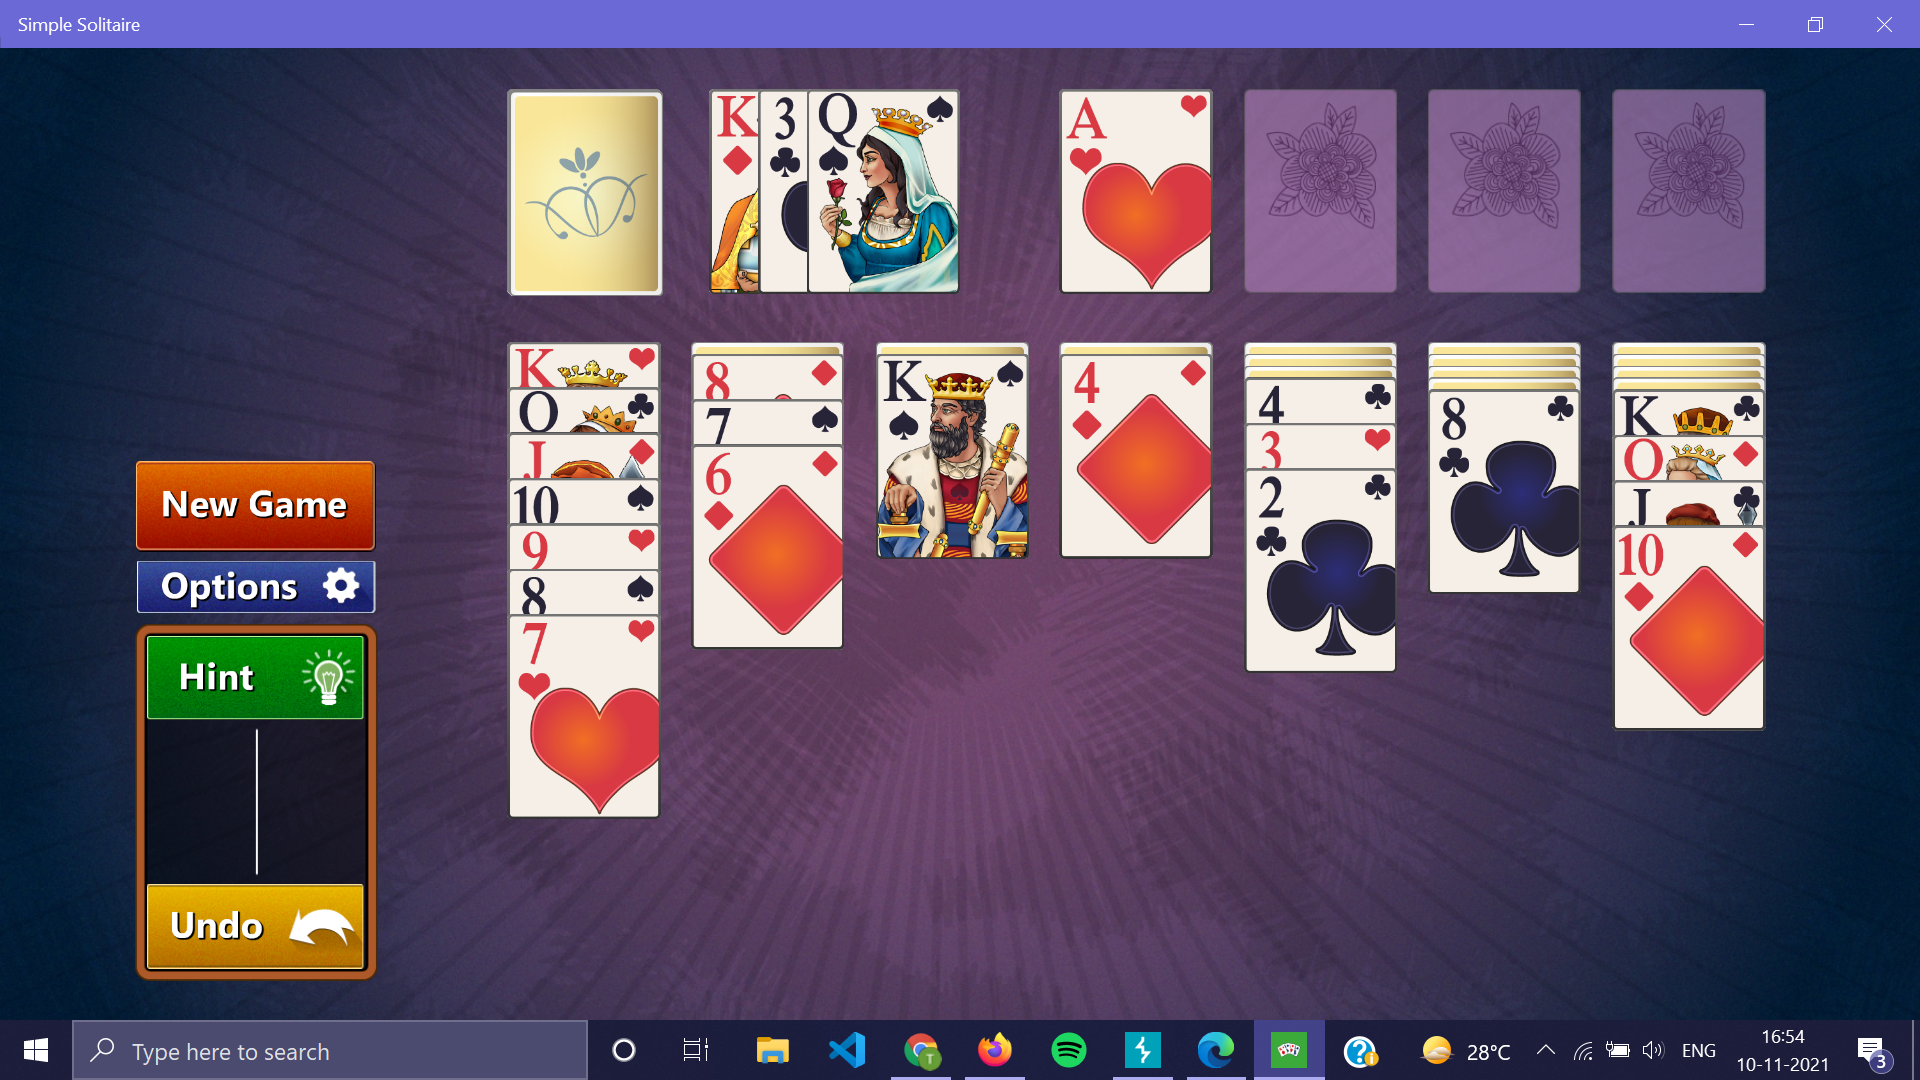 Simple Solitaire
K 3 Q A
K 8 K 4 4 8 K
Q 7 3 Q
J 6 2 J
10 10
9
8
7
New Game
Options
Hint
Undo
Type here to search
T
28°C
ENG
16:54
10-11-2021
3